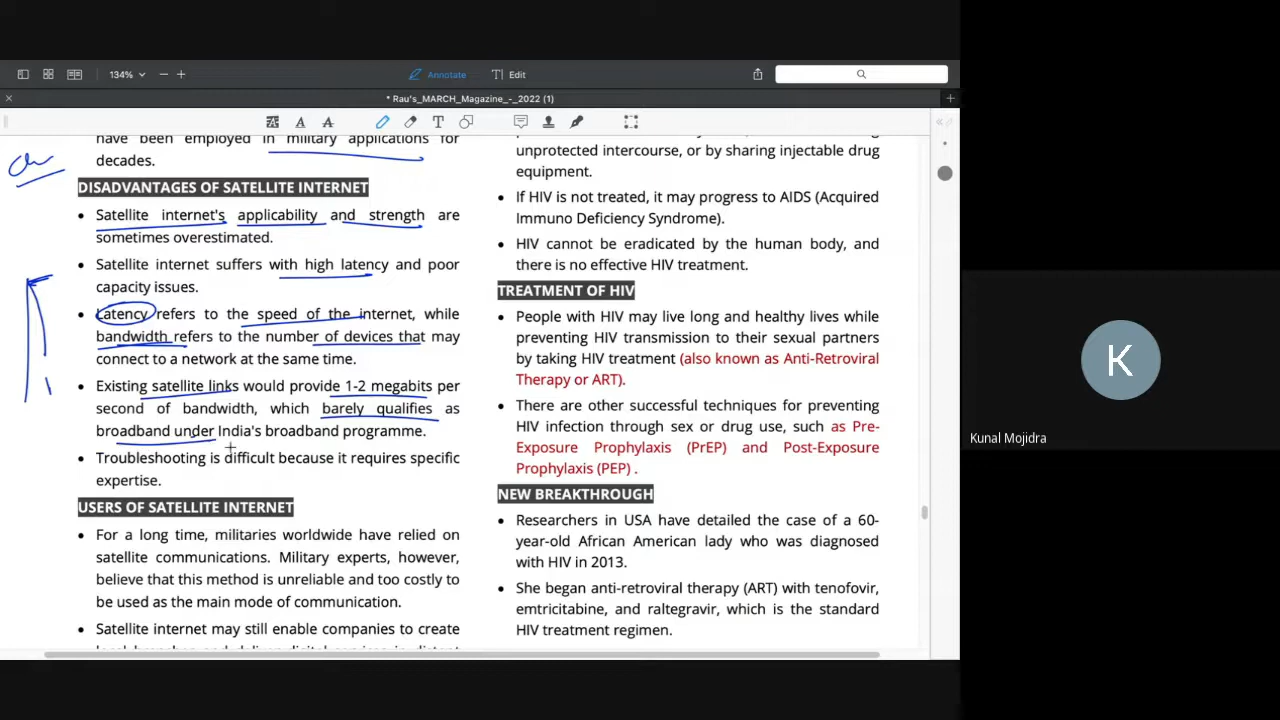 134%
Annotate
Edit
* Rau's_MARCH_Magazine_-_2022 (1)
have been employed in military applications for
decades.
DISADVANTAGES OF SATELLITE INTERNET
• Satellite internet's applicability and strength are
sometimes overestimated.
• Satellite internet suffers with high latency and poor
capacity issues.
• Latency refers to the speed of the internet, while
bandwidth refers to the number of devices that may
connect to a network at the same time.
• Existing satellite links would provide 1-2 megabits per
second of bandwidth, which barely qualifies as
broadband under India's broadband programme.
• Troubleshooting is difficult because it requires specific
expertise.
USERS OF SATELLITE INTERNET
• For a long time, militaries worldwide have relied on
satellite communications. Military experts, however,
believe that this method is unreliable and too costly to
be used as the main mode of communication.
• Satellite internet may still enable companies to create
unprotected intercourse, or by sharing injectable drug
equipment.
• If HIV is not treated, it may progress to AIDS (Acquired
Immuno Deficiency Syndrome).
• HIV cannot be eradicated by the human body, and
there is no effective HIV treatment.
TREATMENT OF HIV
• People with HIV may live long and healthy lives while
preventing HIV transmission to their sexual partners
by taking HIV treatment (also known as Anti-Retroviral
Therapy or ART).
• There are other successful techniques for preventing
HIV infection through sex or drug use, such as Pre-
Exposure Prophylaxis (PrEP) and Post-Exposure
Prophylaxis (PEP) .
NEW BREAKTHROUGH
• Researchers in USA have detailed the case of a 60-
year-old African American lady who was diagnosed
with HIV in 2013.
• She began anti-retroviral therapy (ART) with tenofovir,
emtricitabine, and raltegravir, which is the standard
HIV treatment regimen.
K
Kunal Mojidra